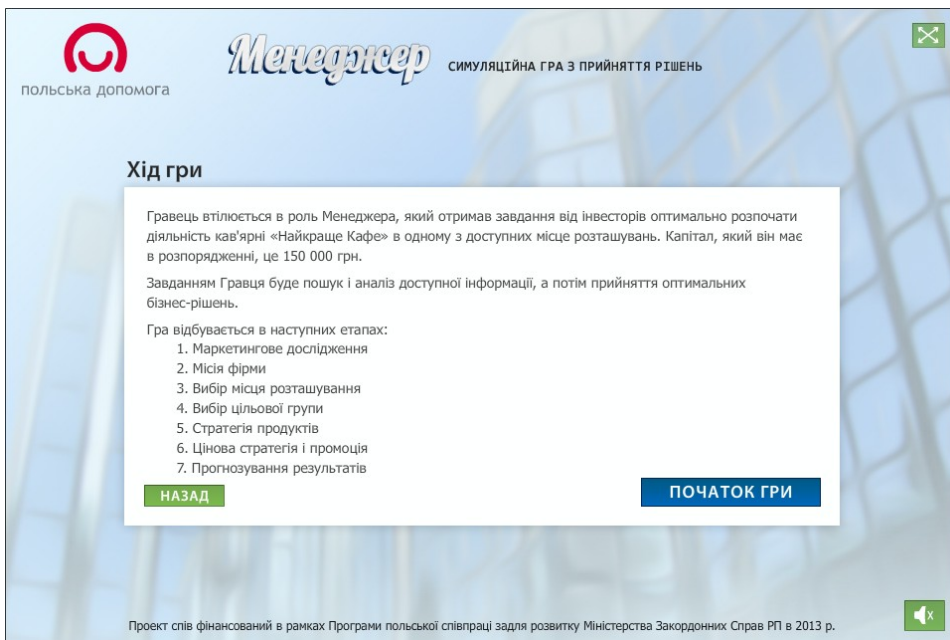 польська допомога
Менеджер
СИМУЛЯЦІЙНА ГРА З ПРИЙНЯТТЯ РІШЕНЬ
Хід гри
Гравець втілюється в роль Менеджера, який отримав завдання від інвесторів оптимально розпочати
діяльність кав'ярні «Найкраще Кафе» в одному з доступних місце розташувань. Капітал, який він має
в розпорядженні, це 150 000 грн.
Завданням Гравця буде пошук і аналіз доступної інформації, а потім прийняття оптимальних
бізнес-рішень.
Гра відбувається в наступних етапах:
1. Маркетингове дослідження
2. Місія фірми
3. Вибір місця розташування
4. Вибір цільової групи
5. Стратегія продуктів
6. Цінова стратегія і промоція
7. Прогнозування результатів
НАЗАД
ПОЧАТОК ГРИ
Проект спів фінансований в рамках Програми польської співпраці задля розвитку Міністерства Закордонних Справ РП в 2013 р.